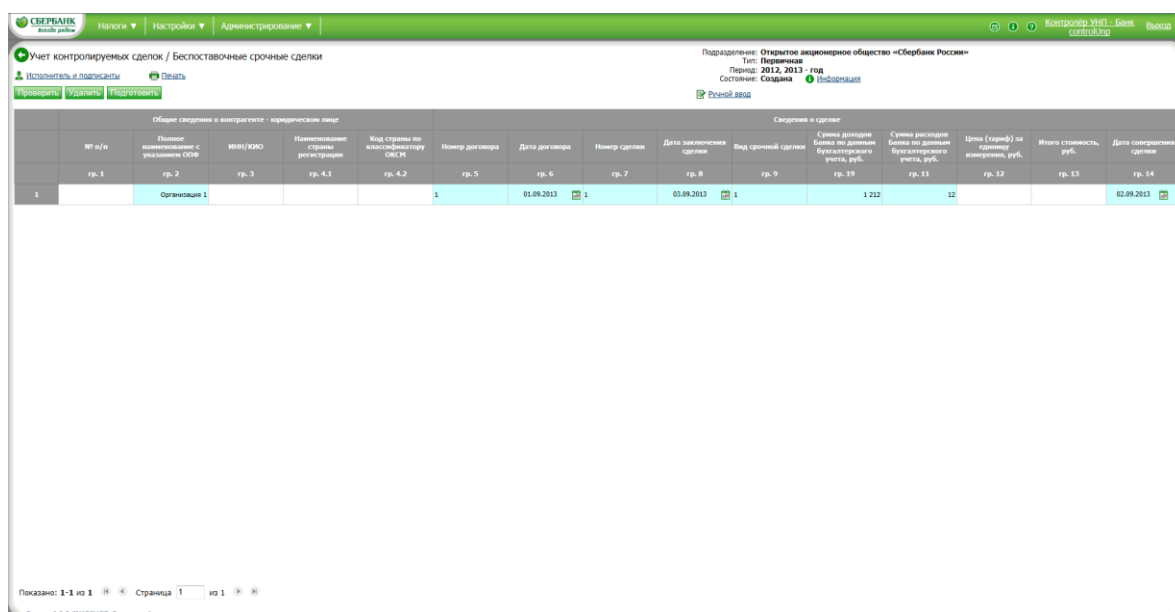 СБЕРБАНК
Всегда рядом
Налоги ▼ Настройки ▼ Администрирование ▼
Контролёр УНП - Банк
controlUnp
Выход
Учет контролируемых сделок / Беспоставочные срочные сделки
Подразделение: Открытое акционерное общество «Сбербанк России»
Тип: Первичная
Период: 2012, 2013 - год
Состояние: Создана Информация
Исполнитель и подписанты Печать
Проверить Удалить Подготовить
Ручной ввод
Общие сведения о контрагенте - юридическом лице
Сведения о сделке
№ п/п
Полное наименование с указанием ОПФ
ИНН/КИО
Наименование страны регистрации
Код страны по классификатору ОКСМ
Номер договора
Дата договора
Номер сделки
Дата заключения сделки
Вид срочной сделки
Сумма доходов Банка по данным бухгалтерского учета, руб.
Сумма расходов Банка по данным бухгалтерского учета, руб.
Цена (тариф) за единицу измерения, руб.
Итого стоимость, руб.
Дата совершения сделки
гр. 1 гр. 2 гр. 3 гр. 4.1 гр. 4.2 гр. 5 гр. 6 гр. 7 гр. 8 гр. 9 гр. 19 гр. 11 гр. 12 гр. 13 гр. 14
1 Организация 1 1 01.09.2013 1 03.09.2013 1 1 212 12 02.09.2013
Показано: 1-1 из 1 Страница 1 из 1